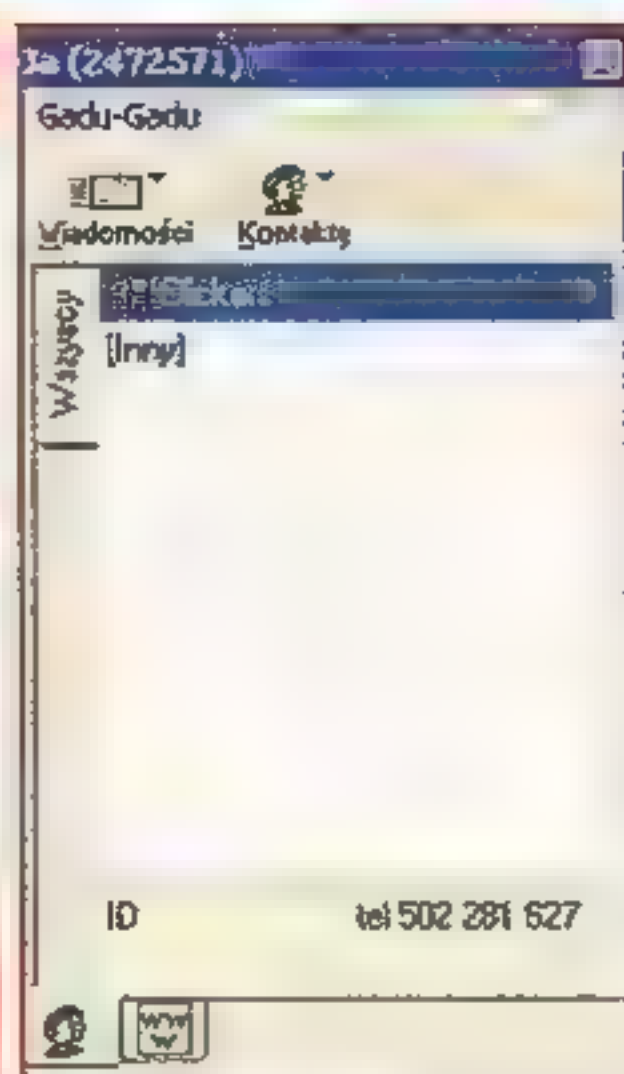 Ja (2472571)
Gadu-Gadu
Wiadomości Kontakty
Wszyscy
[Inny]
ID tel 502 281 627
WWW